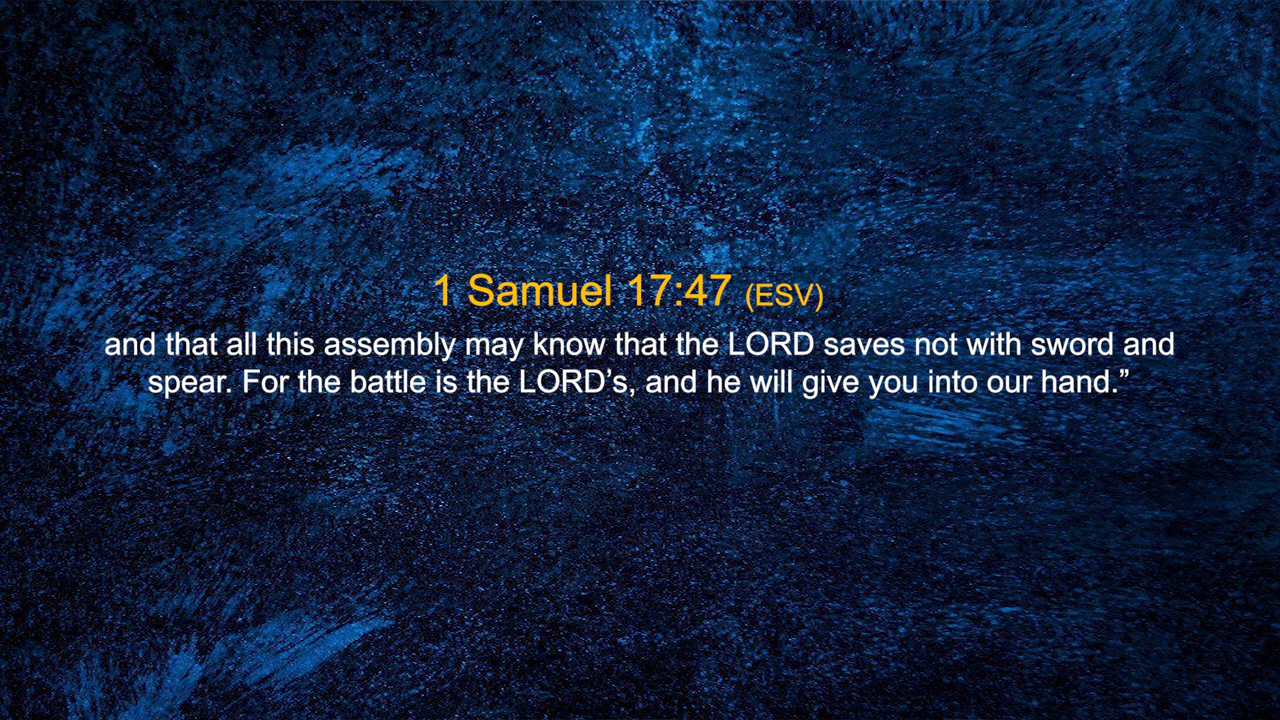 1 Samuel 17:47 (ESV)
and that all this assembly may know that the LORD saves not with sword and
spear. For the battle is the LORD’s, and he will give you into our hand.”